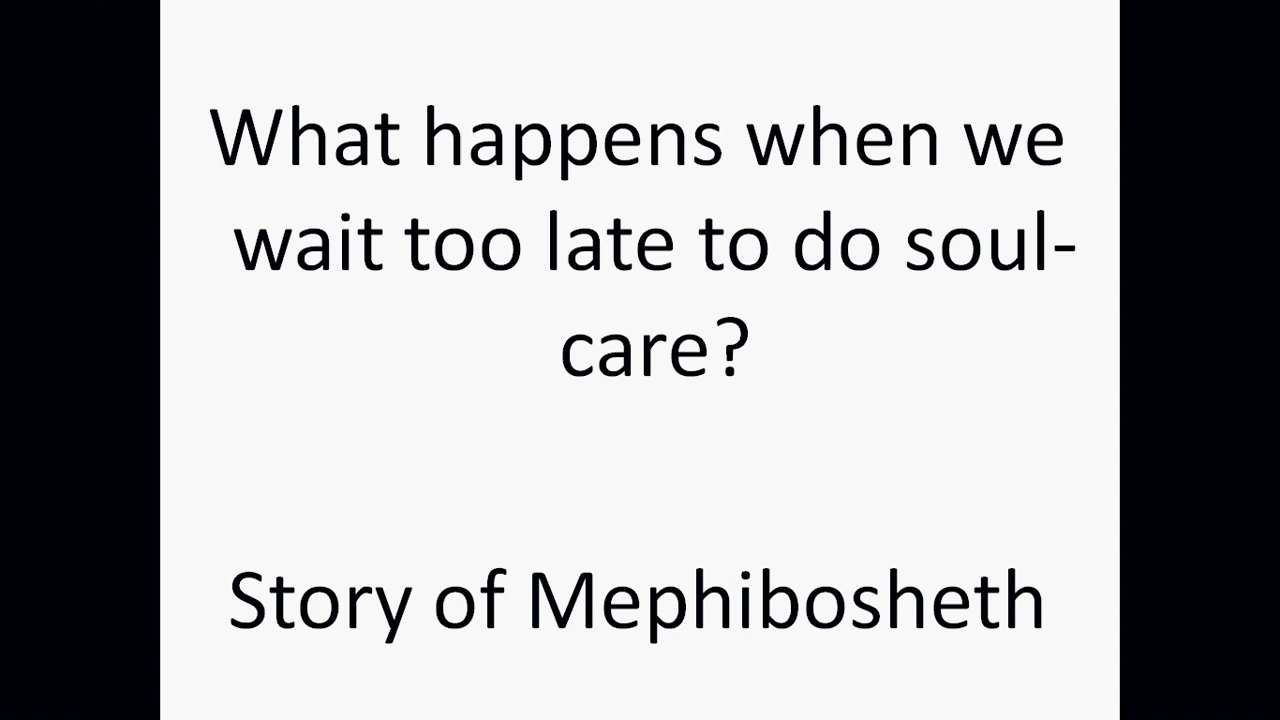 What happens when we
wait too late to do soul-
care?
Story of Mephibosheth